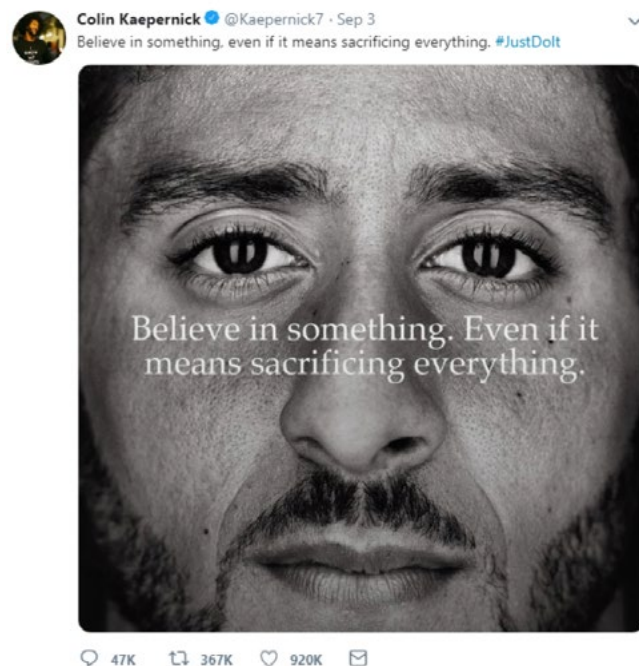 Colin Kaepernick @Kaepernick7 · Sep 3
Believe in something, even if it means sacrificing everything. #JustDoIt
Believe in something. Even if it
means sacrificing everything.
47K 367K 920K